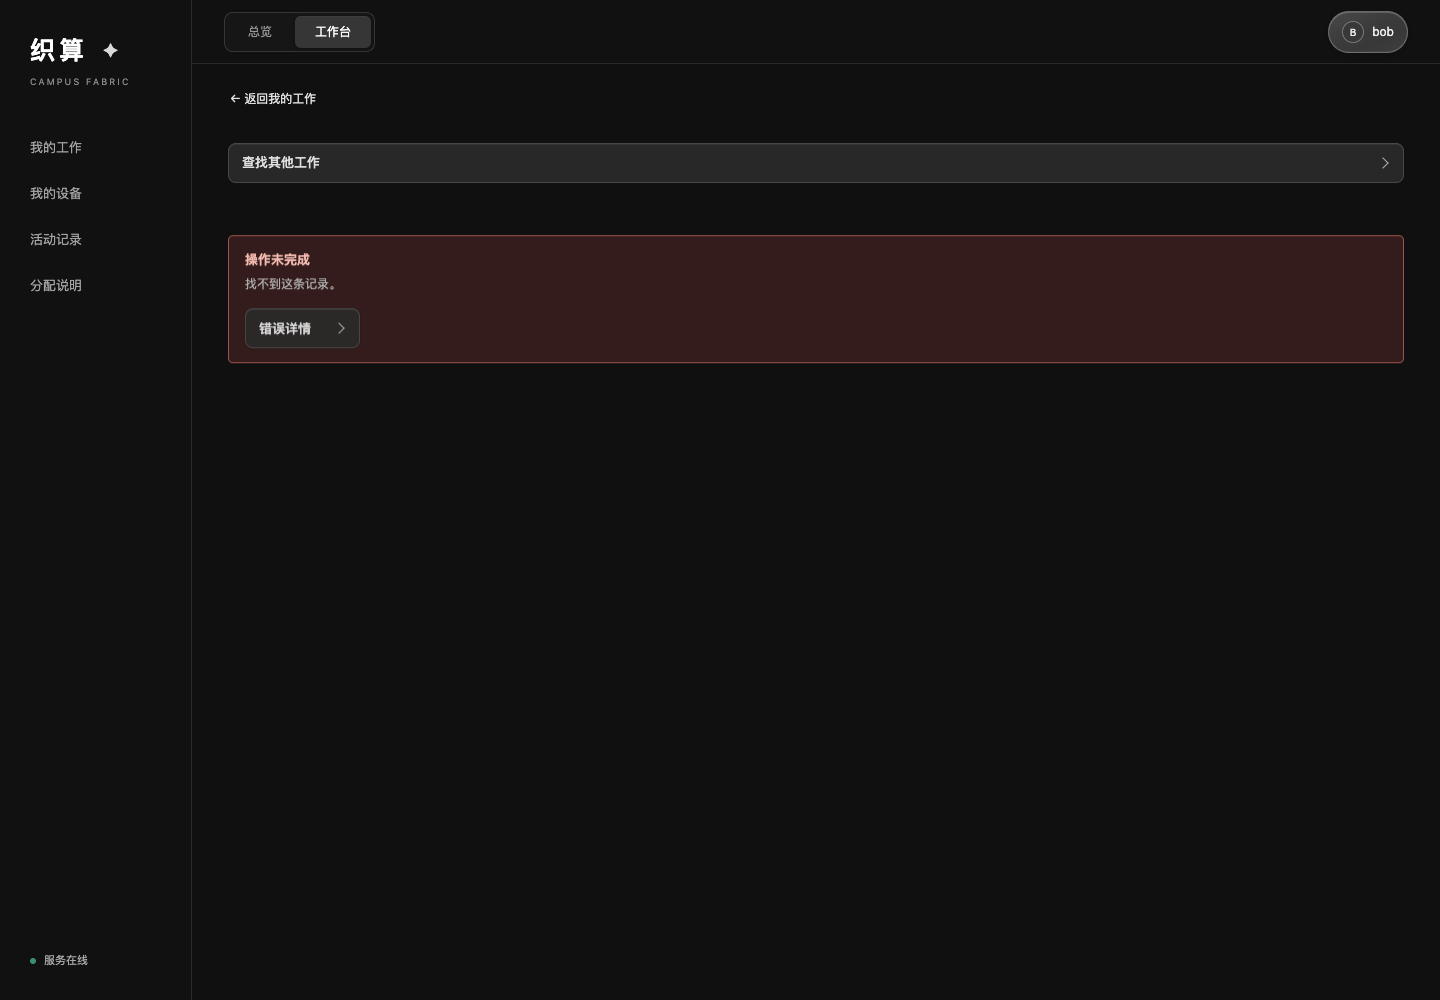 织算
CAMPUS FABRIC
我的工作
我的设备
活动记录
分配说明
服务在线
总览
工作台
B bob
← 返回我的工作
查找其他工作
操作未完成
找不到这条记录。
错误详情